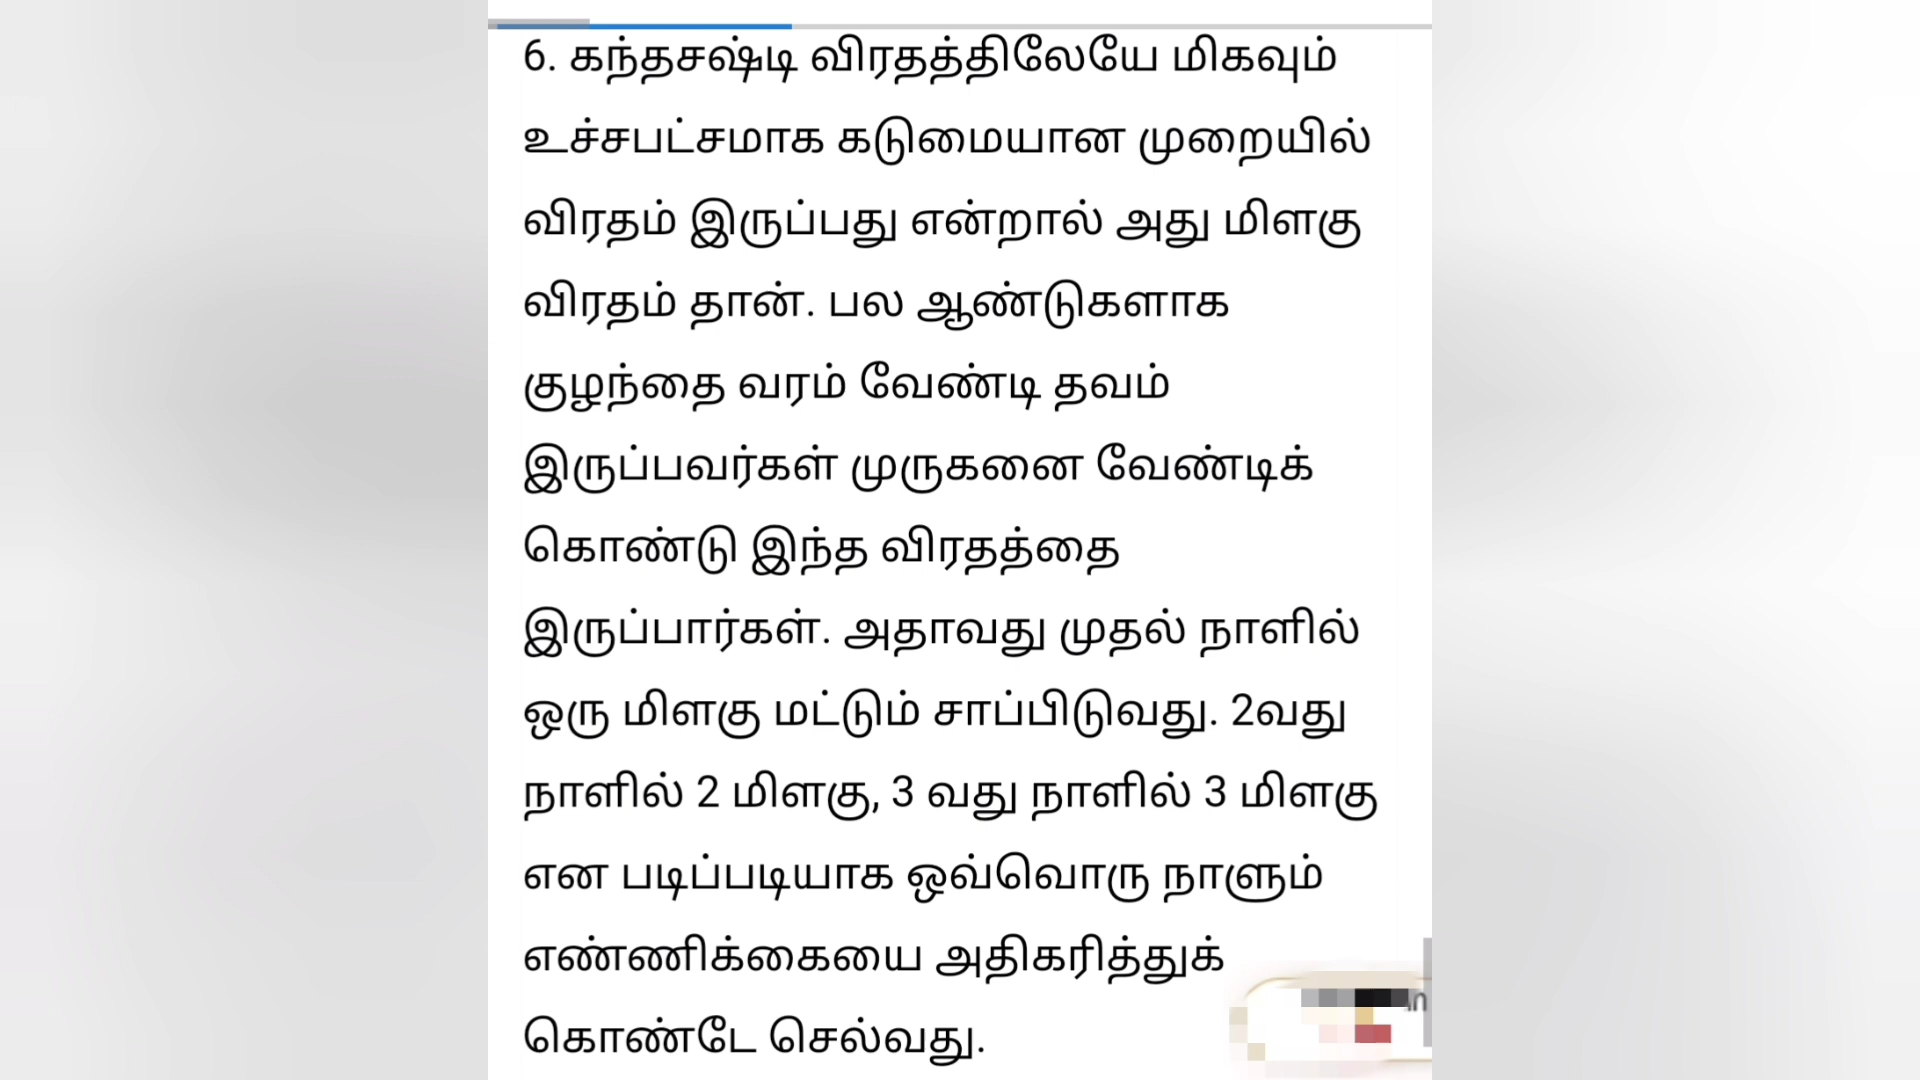 6. கந்தசஷ்டி விரதத்திலேயே மிகவும்
உச்சபட்சமாக கடுமையான முறையில்
விரதம் இருப்பது என்றால் அது மிளகு
விரதம் தான். பல ஆண்டுகளாக
குழந்தை வரம் வேண்டி தவம்
இருப்பவர்கள் முருகனை வேண்டிக்
கொண்டு இந்த விரதத்தை
இருப்பார்கள். அதாவது முதல் நாளில்
ஒரு மிளகு மட்டும் சாப்பிடுவது. 2வது
நாளில் 2 மிளகு, 3 வது நாளில் 3 மிளகு
என படிப்படியாக ஒவ்வொரு நாளும்
எண்ணிக்கையை அதிகரித்துக்
கொண்டே செல்வது.